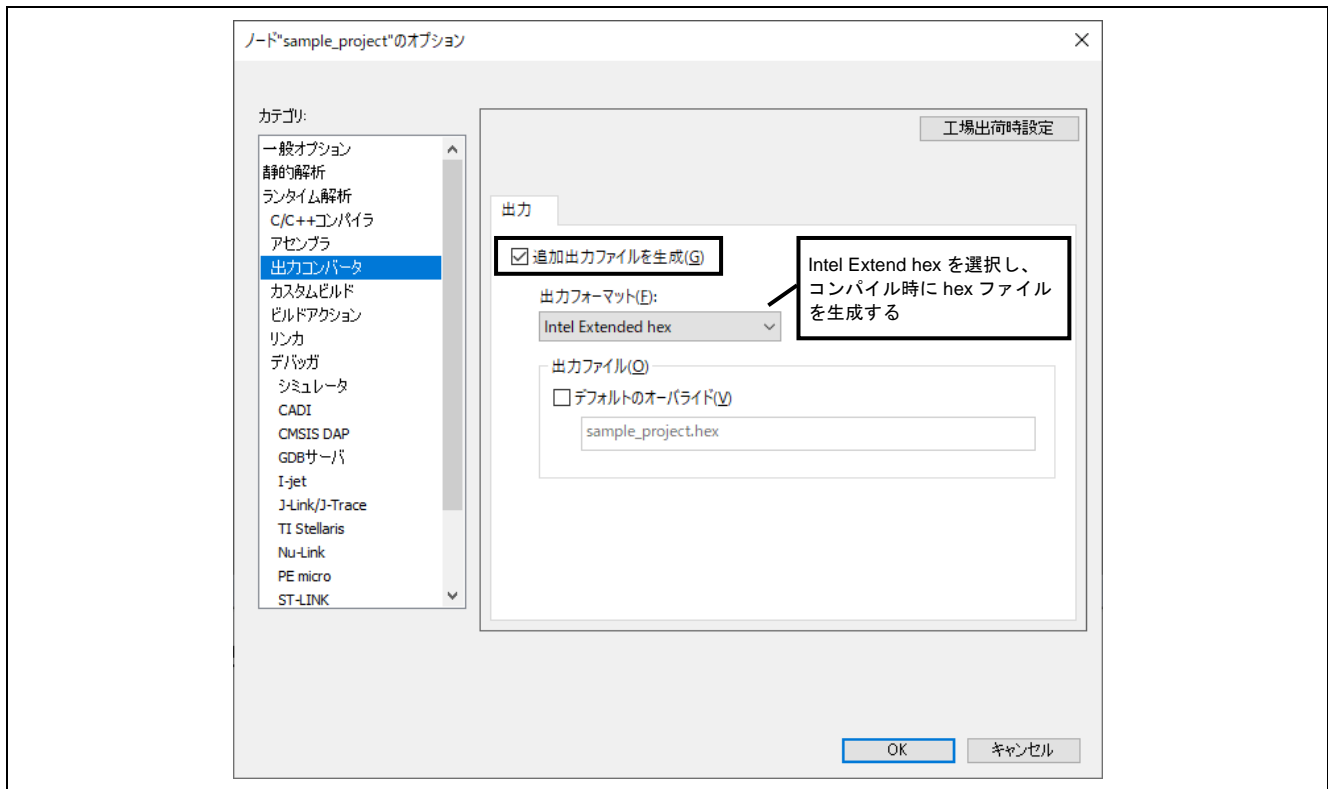 ノード"sample_project"のオプション
カテゴリ:
一般オプション
静的解析
ランタイム解析
C/C++コンパイラ
アセンブラ
出力コンバータ
カスタムビルド
ビルドアクション
リンカ
デバッガ
シミュレータ
CADI
CMSIS DAP
GDBサーバ
I-jet
J-Link/J-Trace
TI Stellaris
Nu-Link
PE micro
ST-LINK
工場出荷時設定
出力
追加出力ファイルを生成(G)
出力フォーマット(F):
Intel Extended hex
Intel Extend hex を選択し、
コンパイル時に hex ファイル
を生成する
出力ファイル(O)
デフォルトのオーバライド(V)
sample_project.hex
OK
キャンセル